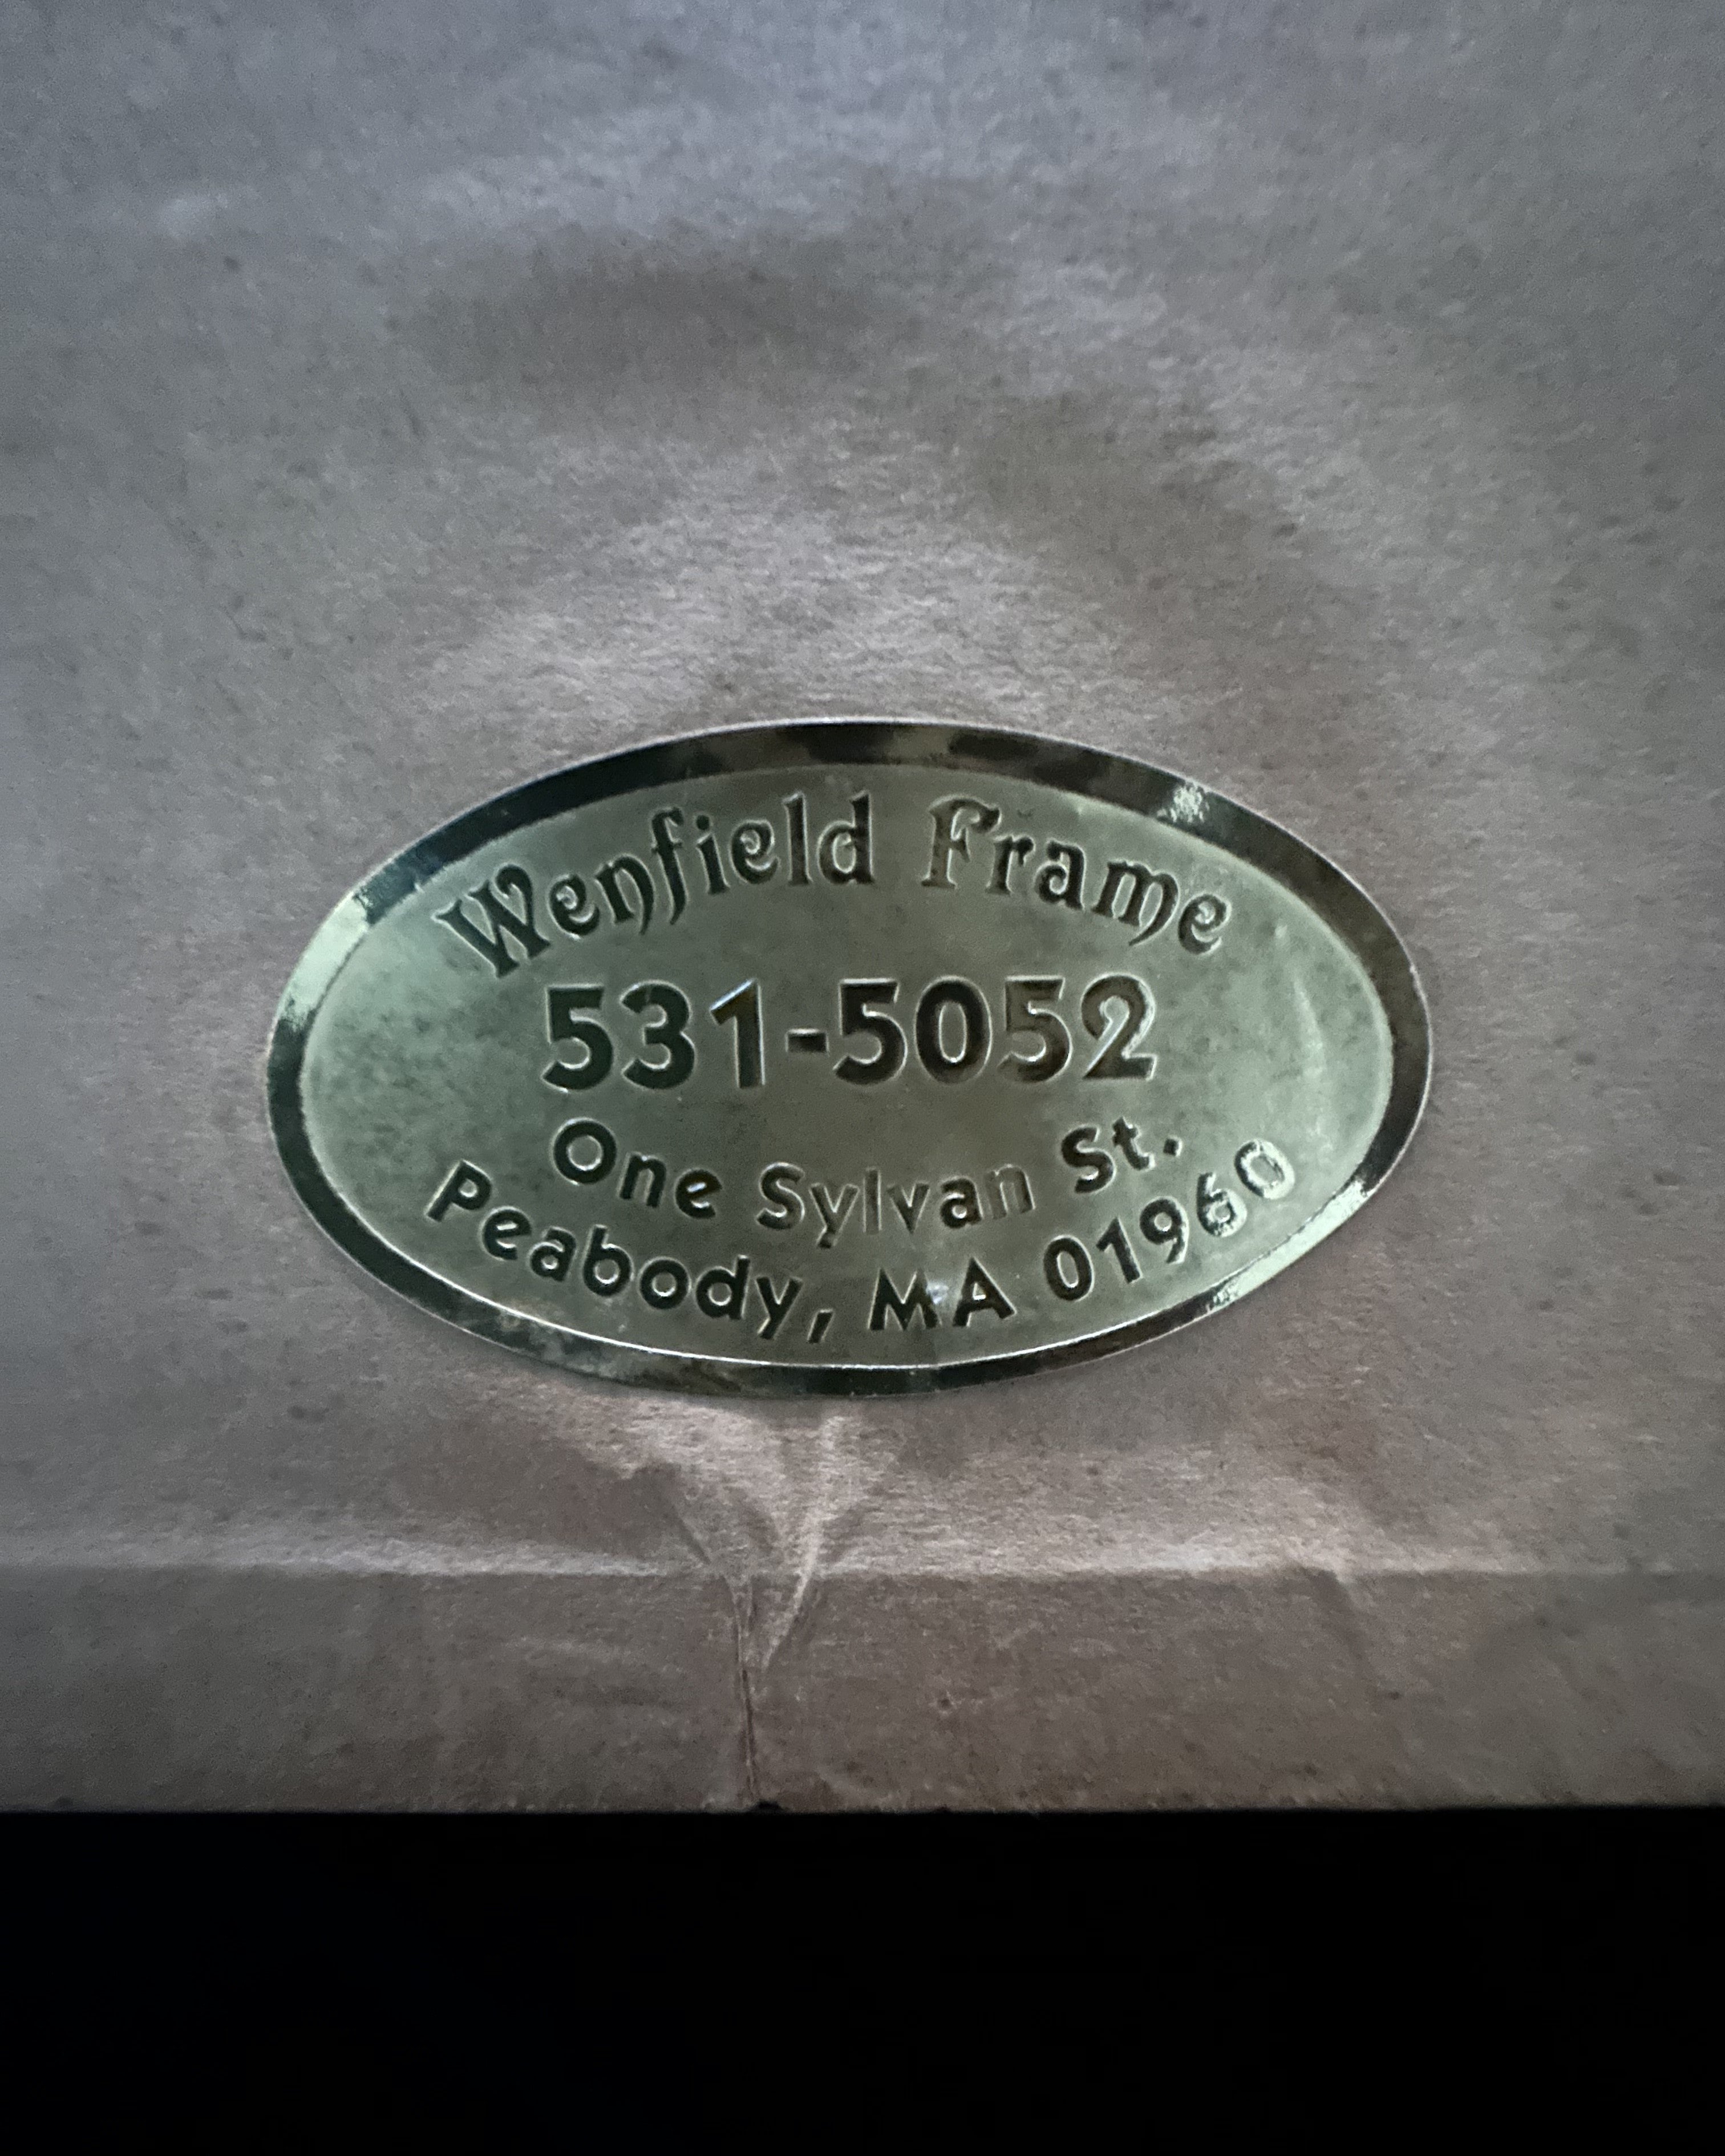 Wenfield Frame
531-5052
One Sylvan St.
Peabody, MA 01960